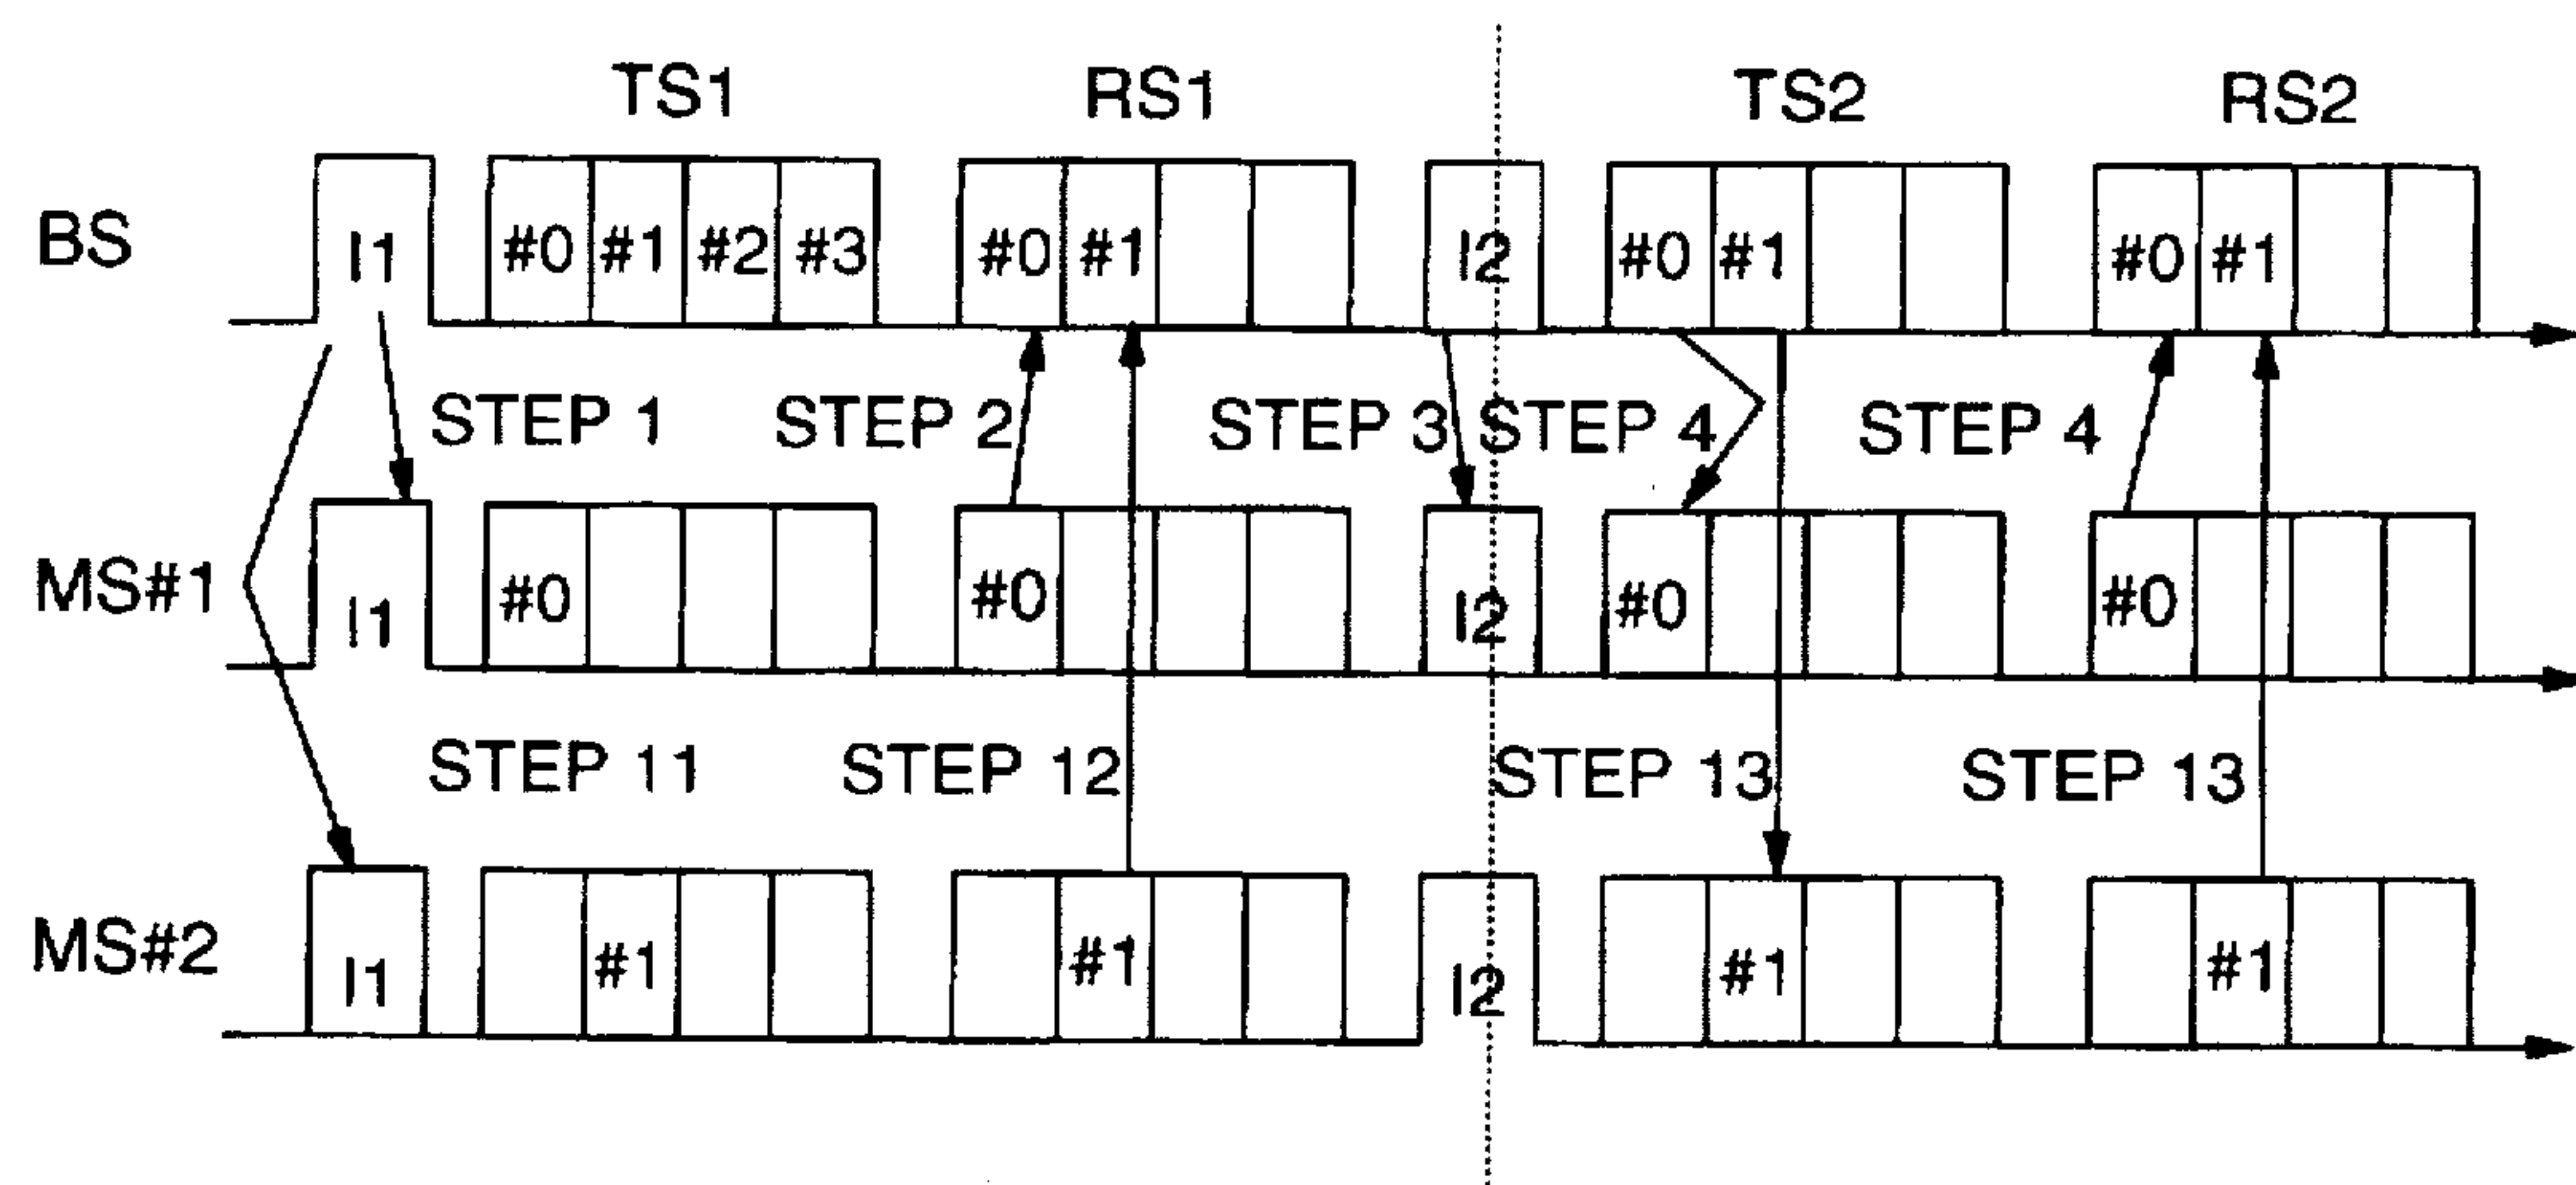 TS1 RS1 TS2 RS2
BS I1 #0 #1 #2 #3 #0 #1 I2 #0 #1 #0 #1
STEP 1 STEP 2 STEP 3 STEP 4 STEP 4
MS#1 I1 #0 #0 I2 #0 #0
STEP 11 STEP 12 STEP 13 STEP 13
MS#2 I1 #1 #1 I2 #1 #1